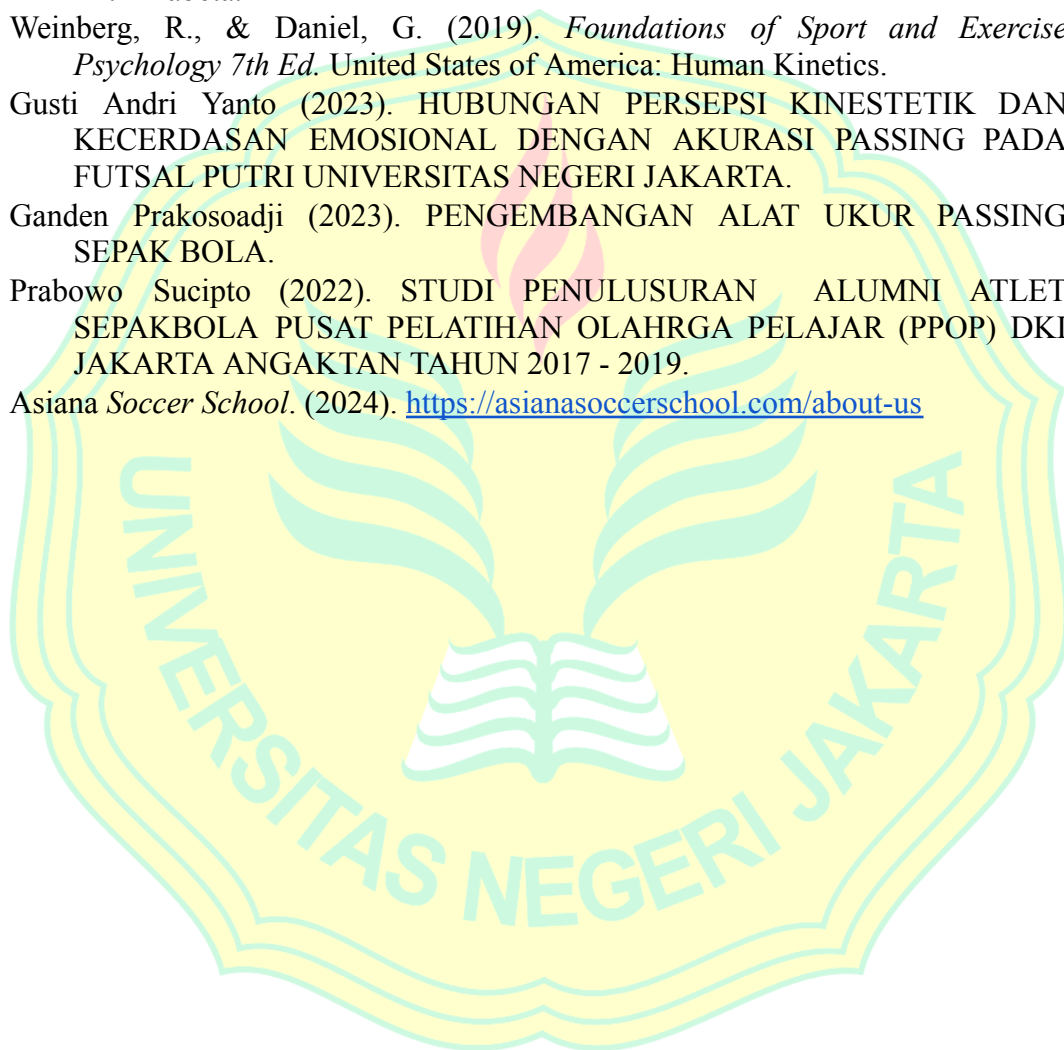 Weinberg, R., & Daniel, G. (2019). Foundations of Sport and Exercise
Psychology 7th Ed. United States of America: Human Kinetics.
Gusti Andri Yanto (2023). HUBUNGAN PERSEPSI KINESTETIK DAN
KECERDASAN EMOSIONAL DENGAN AKURASI PASSING PADA
FUTSAL PUTRI UNIVERSITAS NEGERI JAKARTA.
Ganden Prakosoadji (2023). PENGEMBANGAN ALAT UKUR PASSING
SEPAK BOLA.
Prabowo Sucipto (2022). STUDI PENULUSURAN ALUMNI ATLET
SEPAKBOLA PUSAT PELATIHAN OLAHRGA PELAJAR (PPOP) DKI
JAKARTA ANGAKTAN TAHUN 2017 - 2019.
Asiana Soccer School. (2024). https://asianasoccerschool.com/about-us
UNIVERSITAS NEGERI JAKARTA